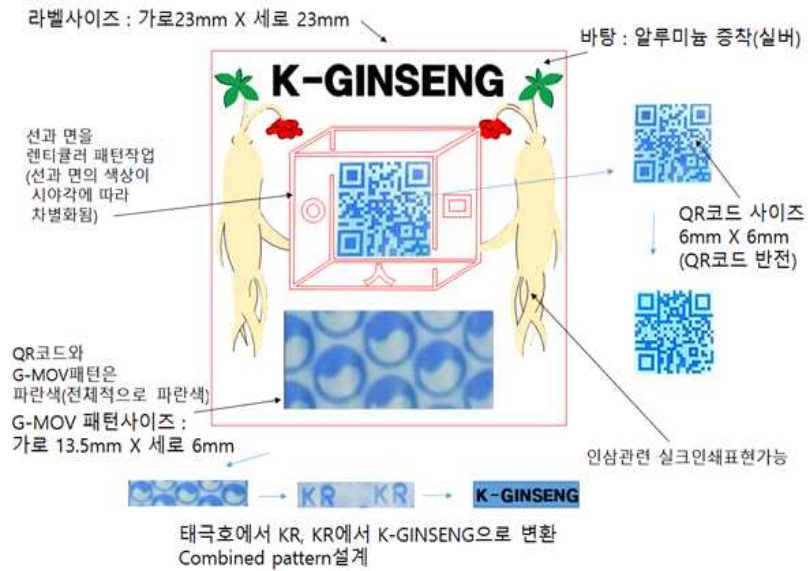 라벨사이즈 : 가로23mm X 세로 23mm
바탕 : 알루미늄 증착(실버)
K-GINSENG
선과 면을
렌티큘러 패턴작업
(선과 면의 색상이
시야각에 따라
차별화됨)
QR코드 사이즈
6mm X 6mm
(QR코드 반전)
QR코드와
G-MOV패턴은
파란색(전체적으로 파란색)
G-MOV 패턴사이즈 :
가로 13.5mm X 세로 6mm
인삼관련 실크인쇄표현가능
KR KR
K-GINSENG
태극호에서 KR, KR에서 K-GINSENG으로 변환
Combined pattern설계